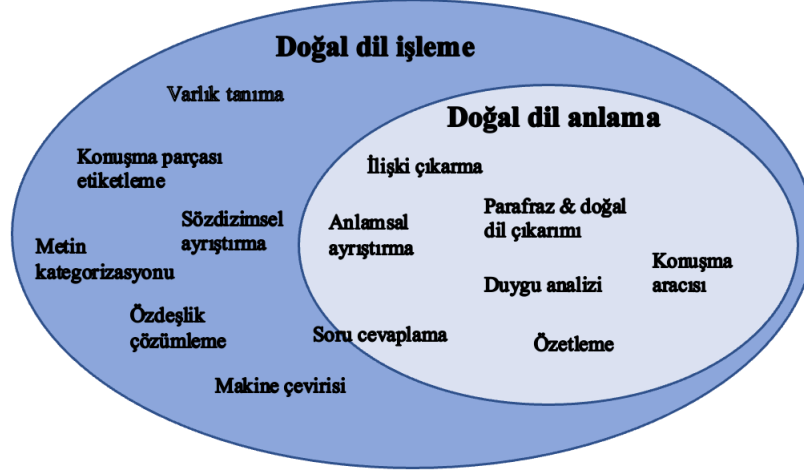 Doğal dil işleme
Varlık tanıma
Konuşma parçası
etiketleme
Sözdizimsel
ayrıştırma
Metin
kategorizasyonu
Özdeşlik
çözümleme
Makine çevirisi
Doğal dil anlama
İlişki çıkarma
Anlamsal
ayrıştırma
Parafraz & doğal
dil çıkarımı
Duygu analizi
Konuşma
aracısı
Soru cevaplama
Özetleme